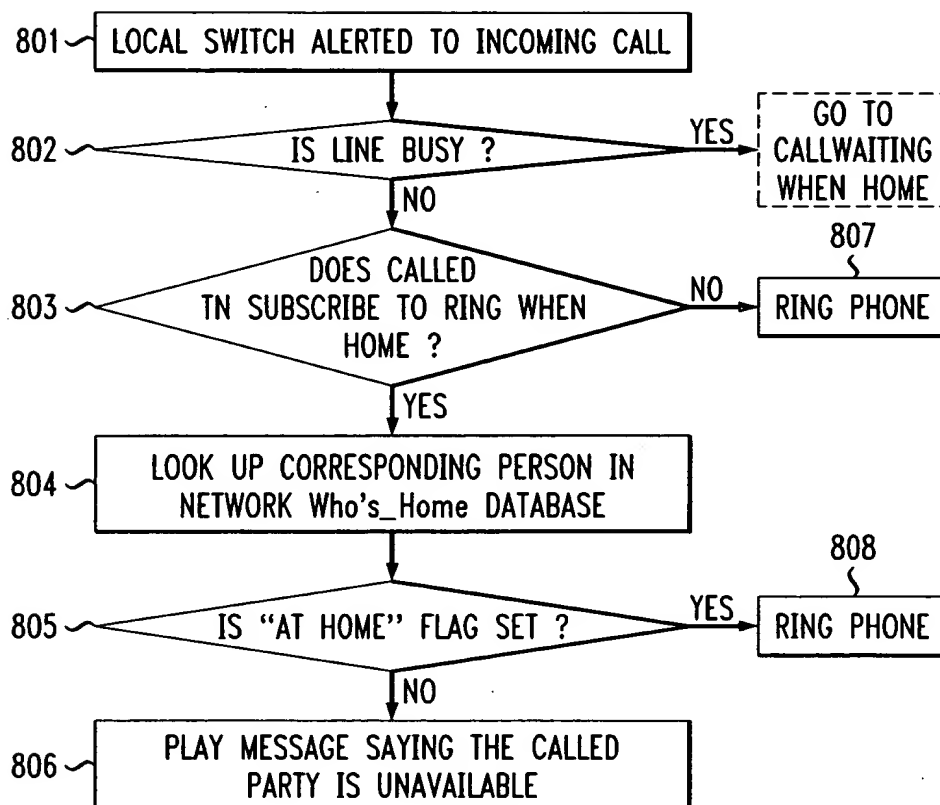 801
LOCAL SWITCH ALERTED TO INCOMING CALL
802
IS LINE BUSY ?
YES
GO TO
CALLWAITING
WHEN HOME
NO
803
DOES CALLED
TN SUBSCRIBE TO RING WHEN
HOME ?
NO
807
RING PHONE
YES
804
LOOK UP CORRESPONDING PERSON IN
NETWORK Who's_Home DATABASE
805
IS "AT HOME" FLAG SET ?
YES
808
RING PHONE
NO
806
PLAY MESSAGE SAYING THE CALLED
PARTY IS UNAVAILABLE